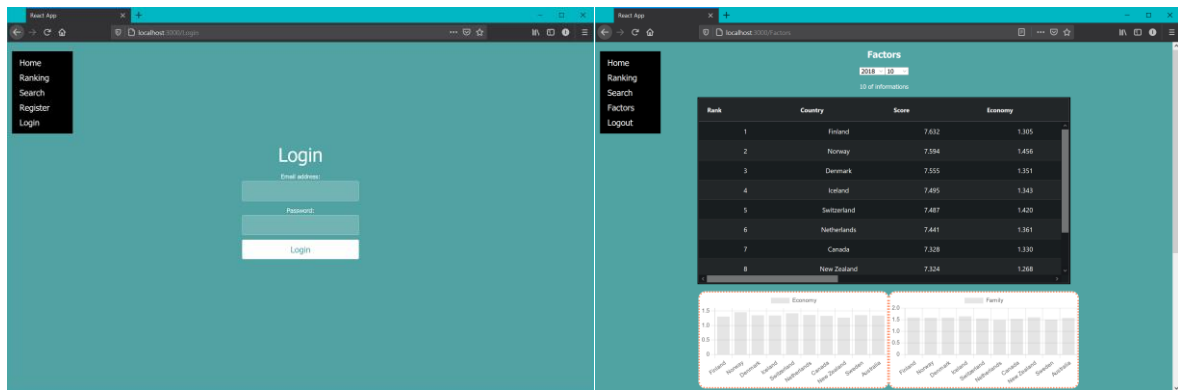 React App
localhost:3000/Login
Home
Ranking
Search
Register
Login
Login
Email address:
Password:
Login
React App
localhost:3000/Factors
Home
Ranking
Search
Factors
Logout
Factors
2018 10
10 of informations
Rank Country Score Economy
1 Finland 7.632 1.305
2 Norway 7.594 1.456
3 Denmark 7.555 1.351
4 Iceland 7.495 1.343
5 Switzerland 7.487 1.420
6 Netherlands 7.441 1.361
7 Canada 7.328 1.330
8 New Zealand 7.324 1.268
Economy
1.5
1.0
0.5
0
Finland Norway Denmark Iceland Switzerland Netherlands Canada New Zealand Sweden Australia
Family
2.0
1.5
1.0
0.5
0
Finland Norway Denmark Iceland Switzerland Netherlands Canada New Zealand Sweden Australia